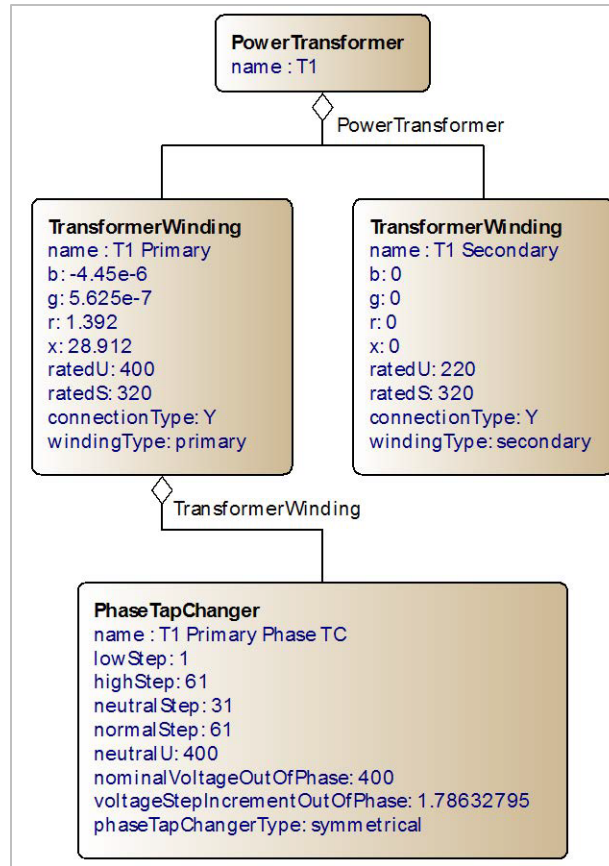 PowerTransformer
name : T1
PowerTransformer
TransformerWinding
name : T1 Primary
b: -4.45e-6
g: 5.625e-7
r: 1.392
x: 28.912
ratedU: 400
ratedS: 320
connectionType: Y
windingType: primary
TransformerWinding
name : T1 Secondary
b: 0
g: 0
r: 0
x: 0
ratedU: 220
ratedS: 320
connectionType: Y
windingType: secondary
TransformerWinding
PhaseTapChanger
name : T1 Primary Phase TC
lowStep: 1
highStep: 61
neutralStep: 31
normalStep: 61
neutralU: 400
nominalVoltageOutOfPhase: 400
voltageStepIncrementOutOfPhase: 1.78632795
phaseTapChangerType: symmetrical